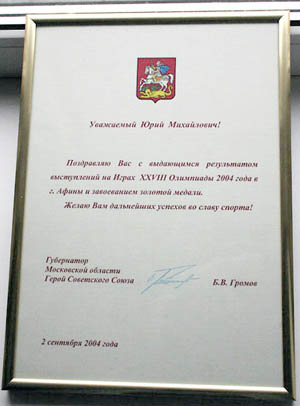 Уважаемый Юрий Михайлович!
Поздравляю Вас с выдающимся результатом
выступлений на Играх XXVIII Олимпиады 2004 года в
г. Афины и завоеванием золотой медали.
Желаю Вам дальнейших успехов во славу спорта!
Губернатор
Московской области
Герой Советского Союза Б.В. Громов
2 сентября 2004 года